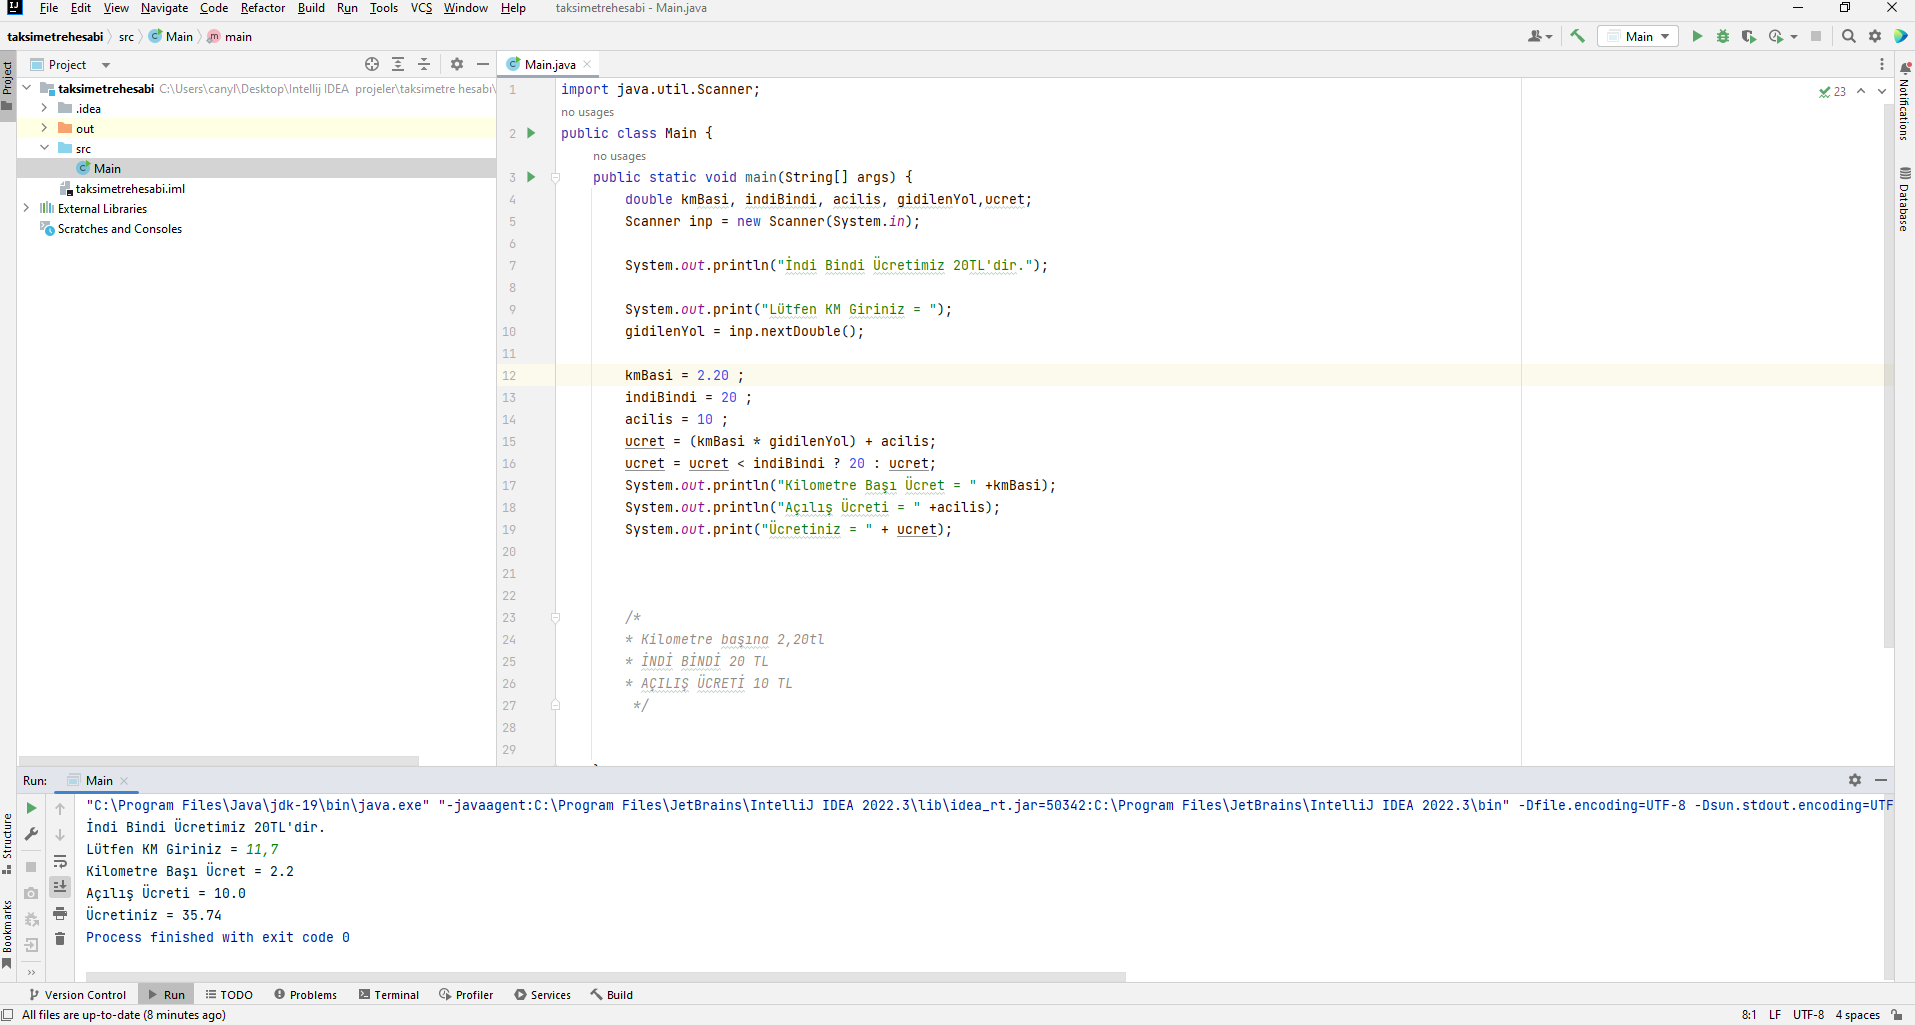 File Edit View Navigate Code Refactor Build Run Tools VCS Window Help taksimetrehesabi - Main.java
taksimetrehesabi src Main main
Main
Project
Main.java
taksimetrehesabi C:\Users\canyl\Desktop\Intellij IDEA projeler\taksimetre hesabı\
.idea
out
src
Main
taksimetrehesabi.iml
External Libraries
Scratches and Consoles
Project
Structure
Bookmarks
Notifications
Database
23
1 import java.util.Scanner;
no usages
2 public class Main {
no usages
3 public static void main(String[] args) {
4 double kmBasi, indiBindi, acilis, gidilenYol,ucret;
5 Scanner inp = new Scanner(System.in);
6
7 System.out.println("İndi Bindi Ücretimiz 20TL'dir.");
8
9 System.out.print("Lütfen KM Giriniz = ");
10 gidilenYol = inp.nextDouble();
11
12 kmBasi = 2.20 ;
13 indiBindi = 20 ;
14 acilis = 10 ;
15 ucret = (kmBasi * gidilenYol) + acilis;
16 ucret = ucret < indiBindi ? 20 : ucret;
17 System.out.println("Kilometre Başı Ücret = " +kmBasi);
18 System.out.println("Açılış Ücreti = " +acilis);
19 System.out.print("Ücretiniz = " + ucret);
20
21
22
23 /*
24 * Kilometre başına 2,20tl
25 * İNDİ BİNDİ 20 TL
26 * AÇILIŞ ÜCRETİ 10 TL
27 */
28
29
Run: Main
"C:\Program Files\Java\jdk-19\bin\java.exe" "-javaagent:C:\Program Files\JetBrains\IntelliJ IDEA 2022.3\lib\idea_rt.jar=50342:C:\Program Files\JetBrains\IntelliJ IDEA 2022.3\bin" -Dfile.encoding=UTF-8 -Dsun.stdout.encoding=UTF
İndi Bindi Ücretimiz 20TL'dir.
Lütfen KM Giriniz = 11,7
Kilometre Başı Ücret = 2.2
Açılış Ücreti = 10.0
Ücretiniz = 35.74
Process finished with exit code 0
Version Control Run TODO Problems Terminal Profiler Services Build
All files are up-to-date (8 minutes ago) 8:1 LF UTF-8 4 spaces